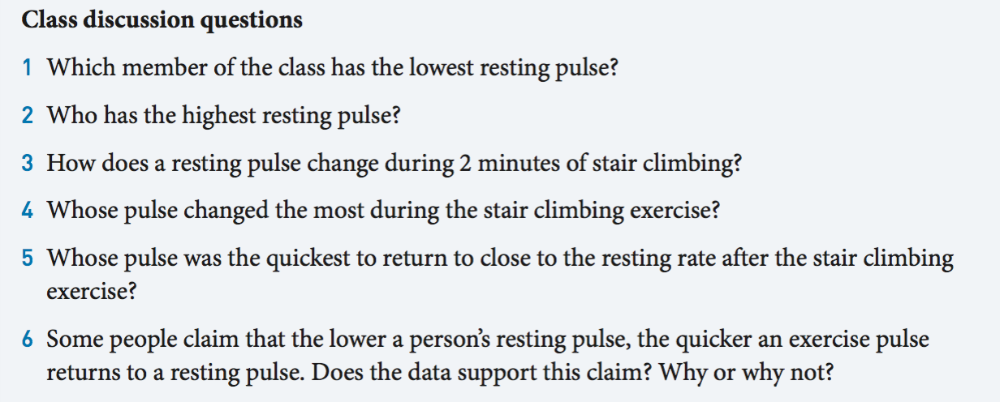 Class discussion questions
1 Which member of the class has the lowest resting pulse?
2 Who has the highest resting pulse?
3 How does a resting pulse change during 2 minutes of stair climbing?
4 Whose pulse changed the most during the stair climbing exercise?
5 Whose pulse was the quickest to return to close to the resting rate after the stair climbing
exercise?
6 Some people claim that the lower a person’s resting pulse, the quicker an exercise pulse
returns to a resting pulse. Does the data support this claim? Why or why not?